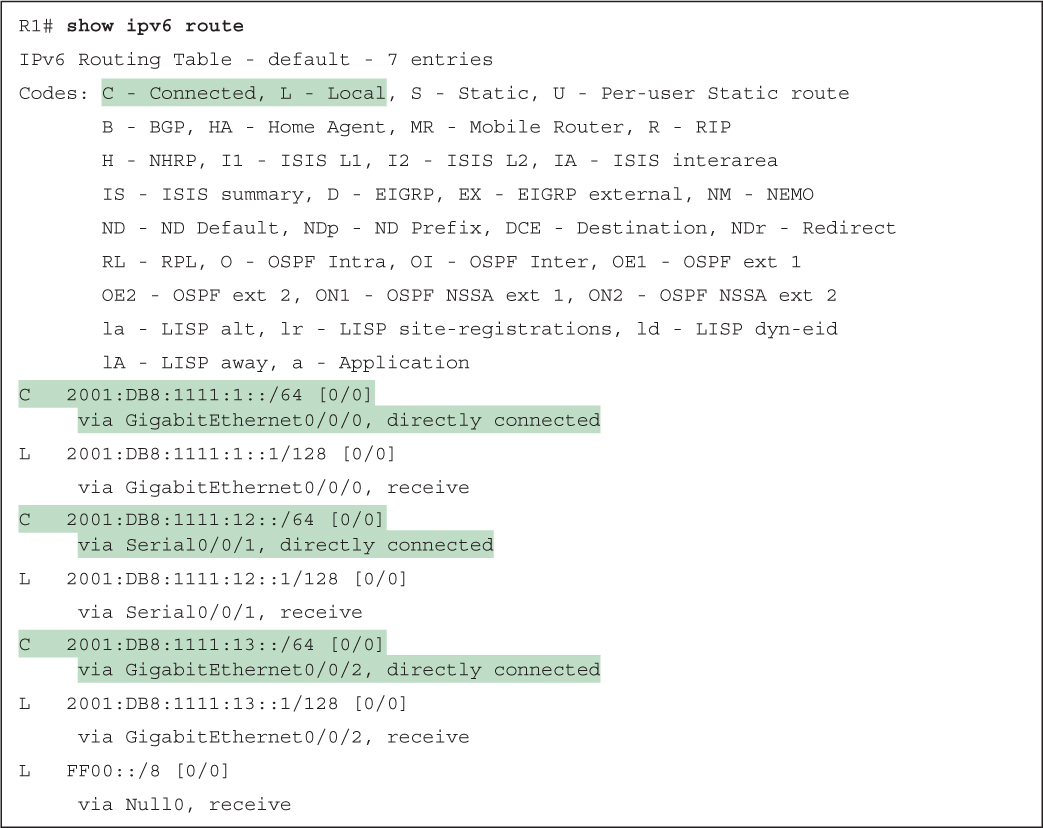 R1# show ipv6 route
IPv6 Routing Table - default - 7 entries
Codes: C - Connected, L - Local, S - Static, U - Per-user Static route
B - BGP, HA - Home Agent, MR - Mobile Router, R - RIP
H - NHRP, I1 - ISIS L1, I2 - ISIS L2, IA - ISIS interarea
IS - ISIS summary, D - EIGRP, EX - EIGRP external, NM - NEMO
ND - ND Default, NDp - ND Prefix, DCE - Destination, NDr - Redirect
RL - RPL, O - OSPF Intra, OI - OSPF Inter, OE1 - OSPF ext 1
OE2 - OSPF ext 2, ON1 - OSPF NSSA ext 1, ON2 - OSPF NSSA ext 2
la - LISP alt, lr - LISP site-registrations, ld - LISP dyn-eid
lA - LISP away, a - Application
C 2001:DB8:1111:1::/64 [0/0]
via GigabitEthernet0/0/0, directly connected
L 2001:DB8:1111:1::1/128 [0/0]
via GigabitEthernet0/0/0, receive
C 2001:DB8:1111:12::/64 [0/0]
via Serial0/0/1, directly connected
L 2001:DB8:1111:12::1/128 [0/0]
via Serial0/0/1, receive
C 2001:DB8:1111:13::/64 [0/0]
via GigabitEthernet0/0/2, directly connected
L 2001:DB8:1111:13::1/128 [0/0]
via GigabitEthernet0/0/2, receive
L FF00::/8 [0/0]
via Null0, receive